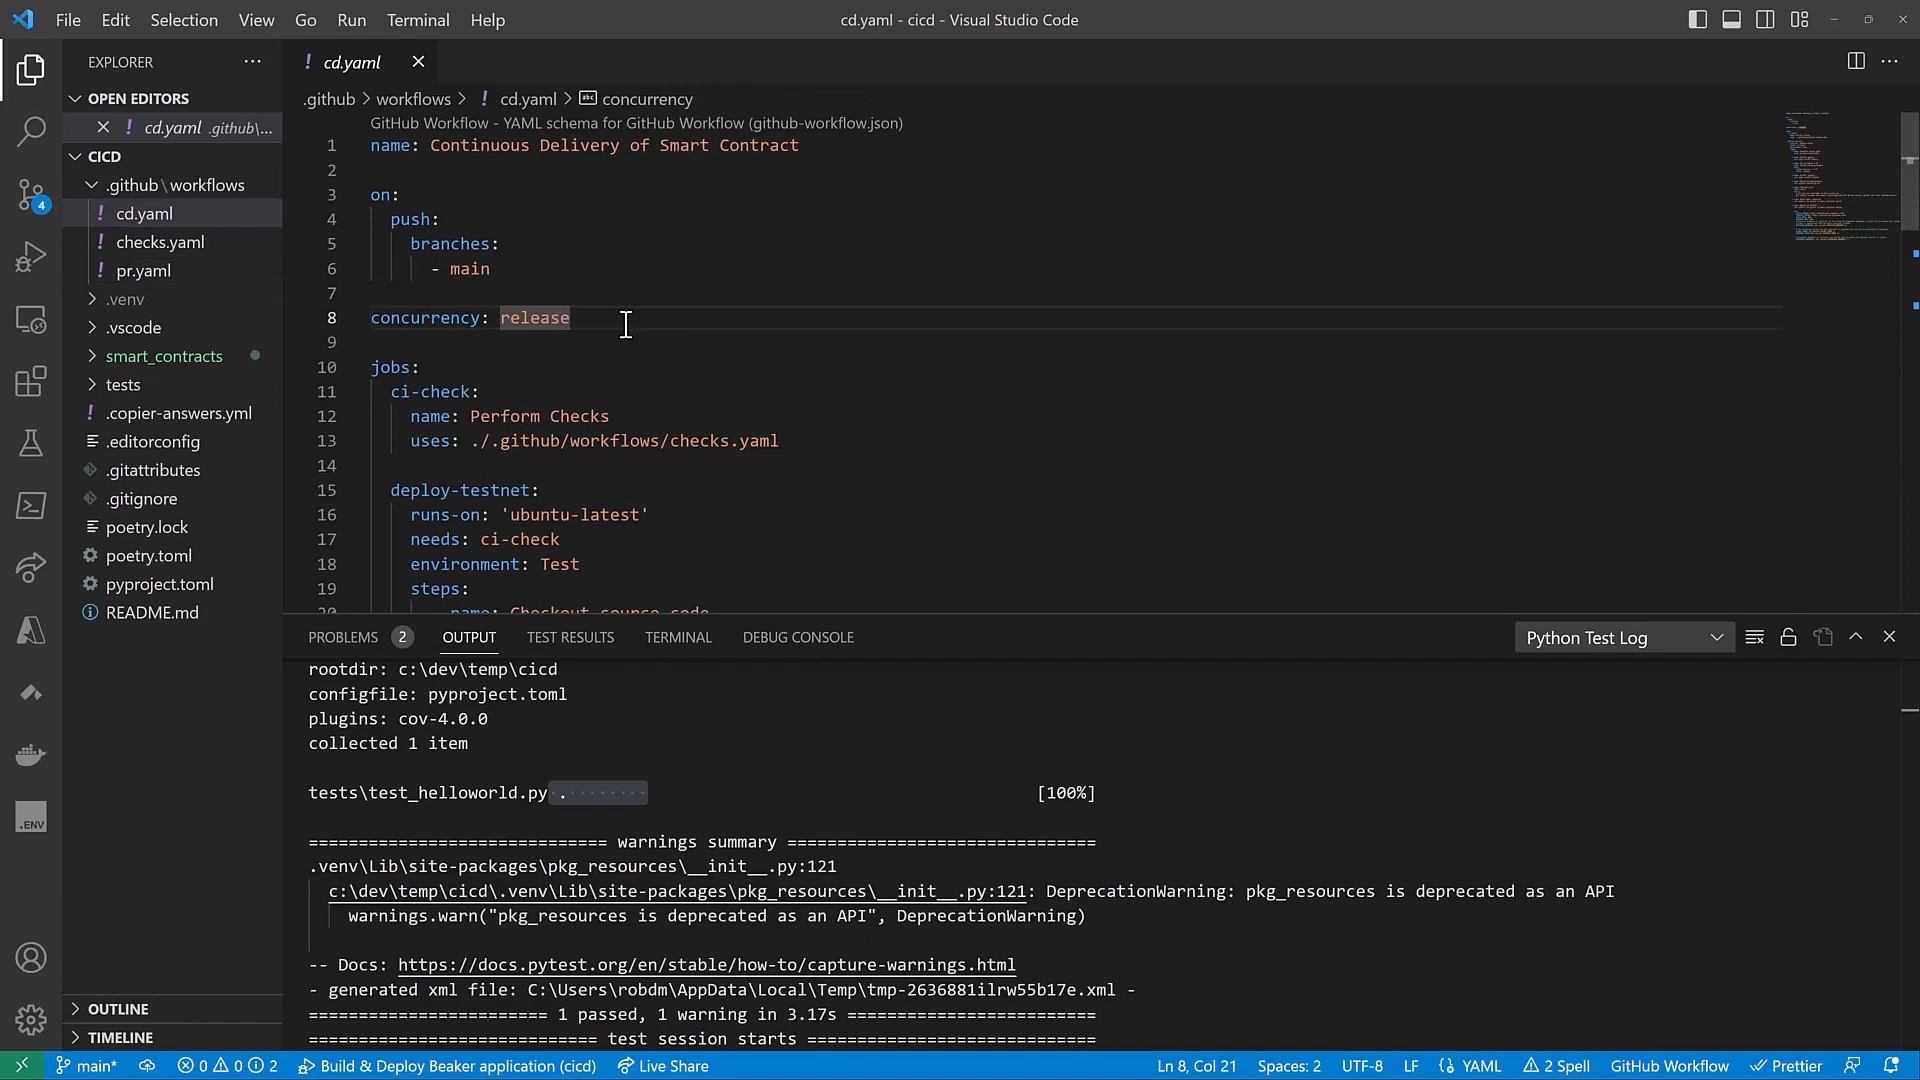 File Edit Selection View Go Run Terminal Help
cd.yaml - cicd - Visual Studio Code
EXPLORER
OPEN EDITORS
cd.yaml .github\...
CICD
.github\workflows
cd.yaml
checks.yaml
pr.yaml
.venv
.vscode
smart_contracts
tests
.copier-answers.yml
.editorconfig
.gitattributes
.gitignore
poetry.lock
poetry.toml
pyproject.toml
README.md
OUTLINE
TIMELINE
4
.ENV
cd.yaml
.github > workflows > cd.yaml > concurrency
GitHub Workflow - YAML schema for GitHub Workflow (github-workflow.json)
1 name: Continuous Delivery of Smart Contract
2
3 on:
4 push:
5 branches:
6 - main
7
8 concurrency: release
9
10 jobs:
11 ci-check:
12 name: Perform Checks
13 uses: ./.github/workflows/checks.yaml
14
15 deploy-testnet:
16 runs-on: 'ubuntu-latest'
17 needs: ci-check
18 environment: Test
19 steps:
20 - name: Checkout source code
PROBLEMS 2 OUTPUT TEST RESULTS TERMINAL DEBUG CONSOLE
Python Test Log
rootdir: c:\dev\temp\cicd
configfile: pyproject.toml
plugins: cov-4.0.0
collected 1 item
tests\test_helloworld.py . [100%]
============================== warnings summary ===============================
.venv\Lib\site-packages\pkg_resources\__init__.py:121
c:\dev\temp\cicd\.venv\Lib\site-packages\pkg_resources\__init__.py:121: DeprecationWarning: pkg_resources is deprecated as an API
warnings.warn("pkg_resources is deprecated as an API", DeprecationWarning)
-- Docs: https://docs.pytest.org/en/stable/how-to/capture-warnings.html
- generated xml file: C:\Users\robdm\AppData\Local\Temp\tmp-2636881ilrw55b17e.xml -
======================== 1 passed, 1 warning in 3.17s =========================
============================= test session starts =============================
main* 0 0 2 Build & Deploy Beaker application (cicd) Live Share
Ln 8, Col 21 Spaces: 2 UTF-8 LF YAML 2 Spell GitHub Workflow Prettier